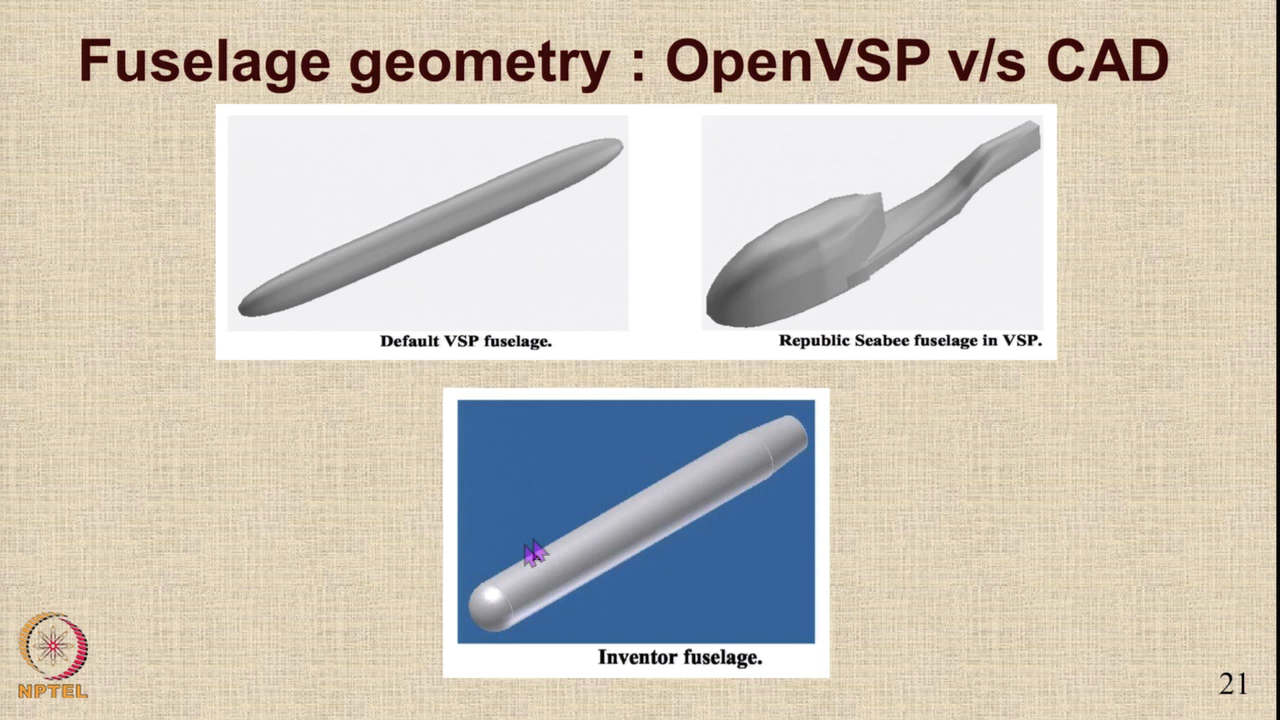 Fuselage geometry : OpenVSP v/s CAD
Default VSP fuselage.
Republic Seabee fuselage in VSP.
Inventor fuselage.
NPTEL
21